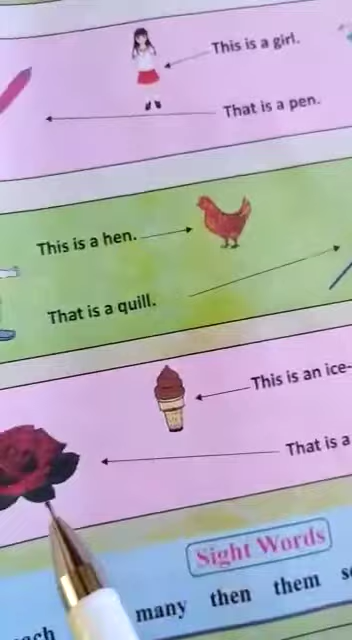 This is a girl.
That is a pen.
This is a hen.
That is a quill.
This is an ice-
That is a
Sight Words
many then them